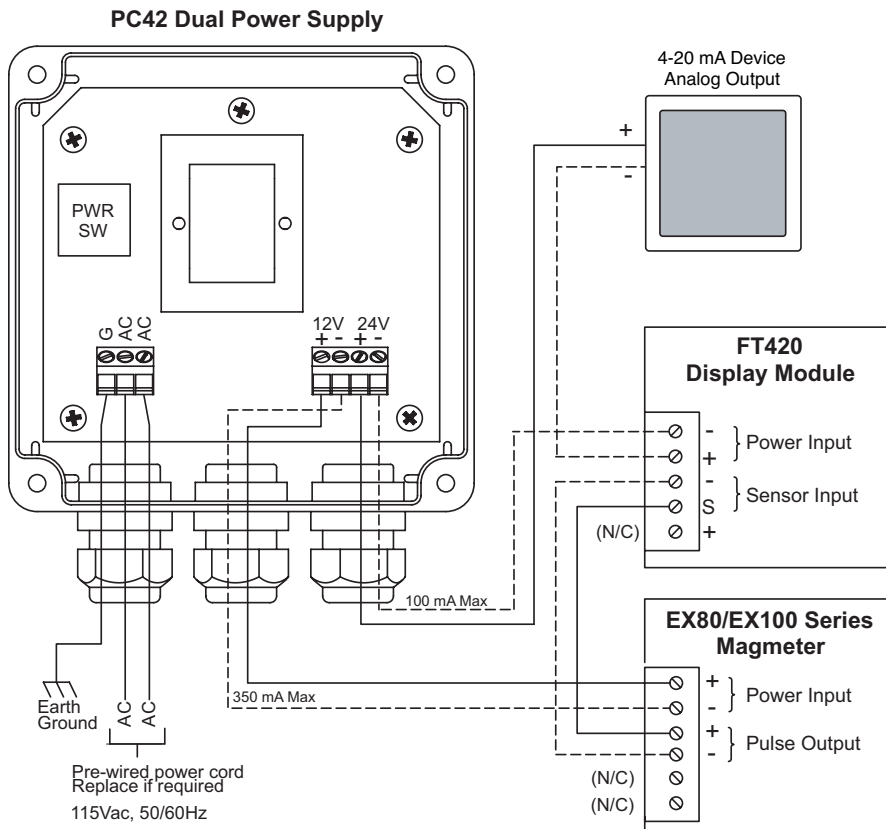 PC42 Dual Power Supply
4-20 mA Device
Analog Output
+
-
PWR
SW
G
AC
AC
12V 24V
+ - + -
FT420
Display Module
-
+
Power Input
-
S
Sensor Input
(N/C) +
100 mA Max
EX80/EX100 Series
Magmeter
+
-
Power Input
+
-
Pulse Output
(N/C)
(N/C)
350 mA Max
Earth
Ground
AC
AC
Pre-wired power cord
Replace if required
115Vac, 50/60Hz